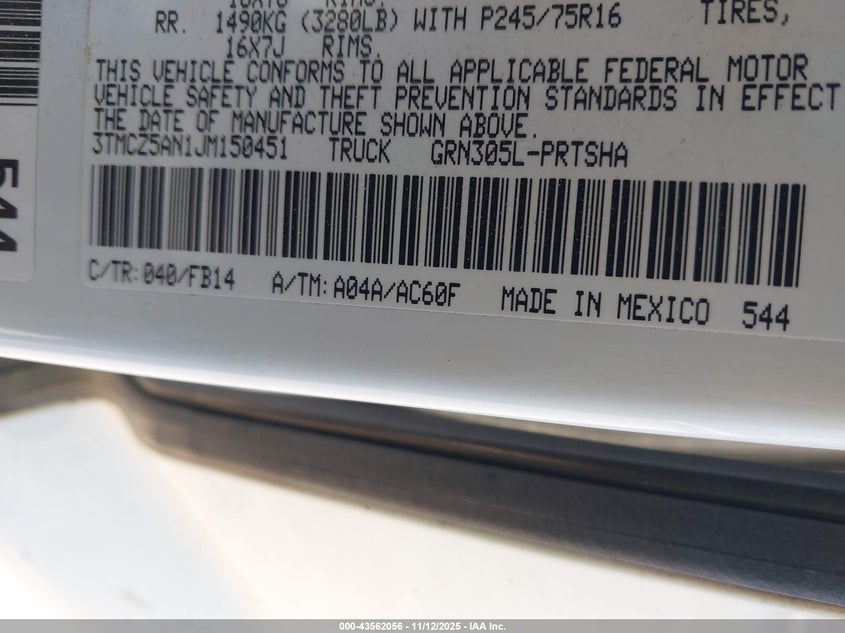 RR. 1490KG (3280LB) WITH P245/75R16 TIRES,
16X7J RIMS.
THIS VEHICLE CONFORMS TO ALL APPLICABLE FEDERAL MOTOR
VEHICLE SAFETY AND THEFT PREVENTION STANDARDS IN EFFECT
THE DATE OF MANUFACTURE SHOWN ABOVE.
3TMCZ5AN1JM150451 TRUCK GRN305L-PRTSHA
C/TR:040/FB14 A/TM:A04A/AC60F MADE IN MEXICO 544
544
000-43562056 - 11/12/2025 - IAA Inc.